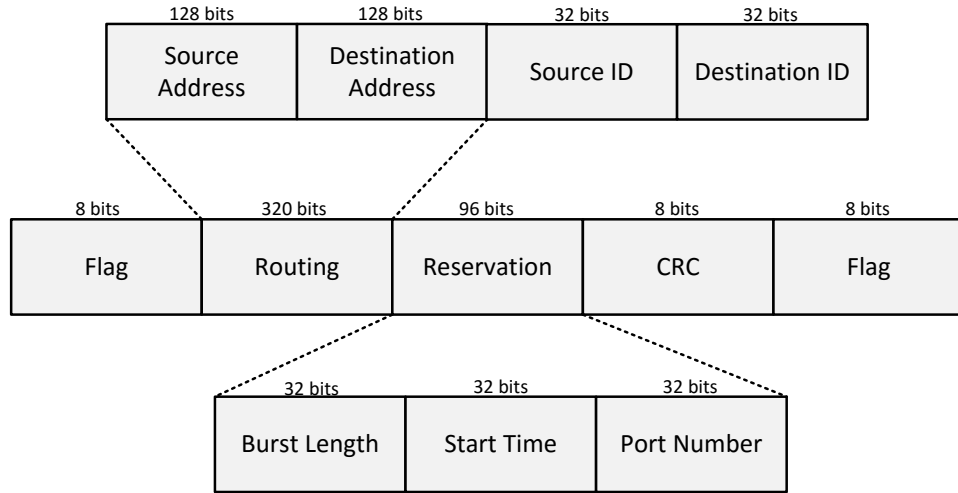 128 bits 128 bits 32 bits 32 bits
Source Address Destination Address Source ID Destination ID
8 bits 320 bits 96 bits 8 bits 8 bits
Flag Routing Reservation CRC Flag
32 bits 32 bits 32 bits
Burst Length Start Time Port Number